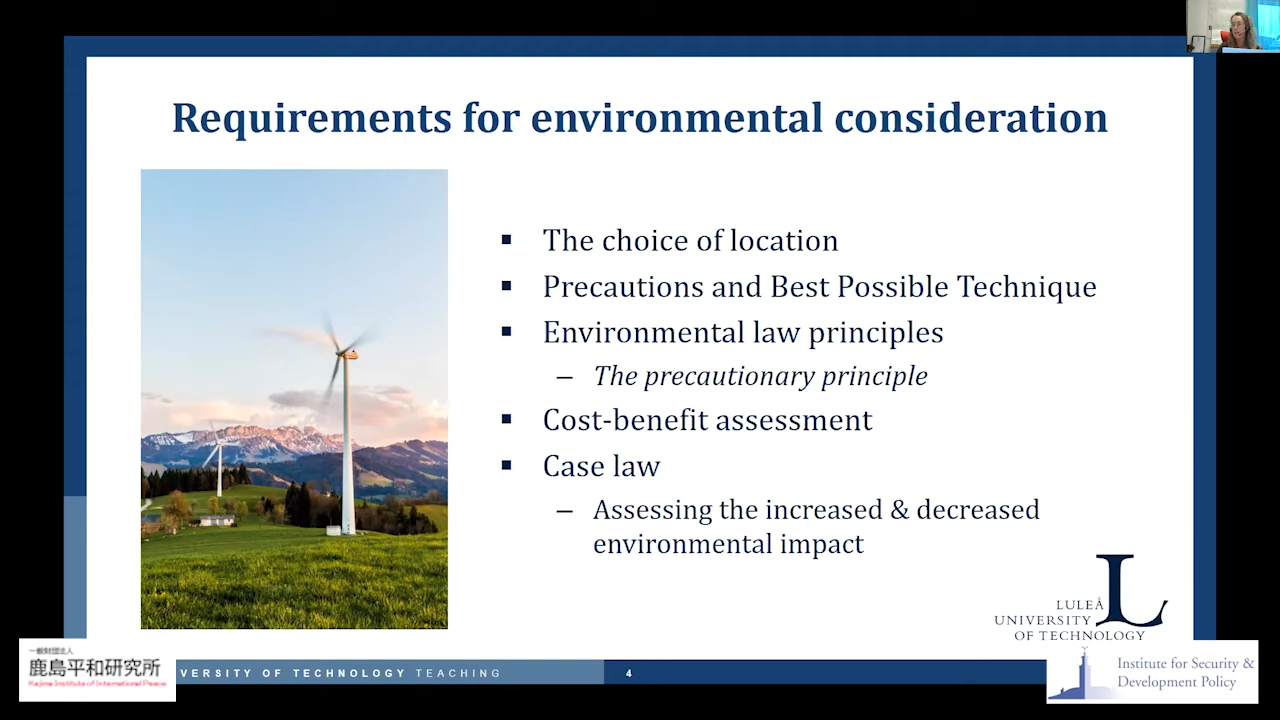 Requirements for environmental consideration
▪ The choice of location
▪ Precautions and Best Possible Technique
▪ Environmental law principles
– The precautionary principle
▪ Cost-benefit assessment
▪ Case law
– Assessing the increased & decreased
environmental impact
LULEÅ
UNIVERSITY
OF TECHNOLOGY
L
一般財団法人
鹿島平和研究所
Kajima Institute of International Peace
VERSITY OF TECHNOLOGY TEACHING
4
Institute for Security &
Development Policy